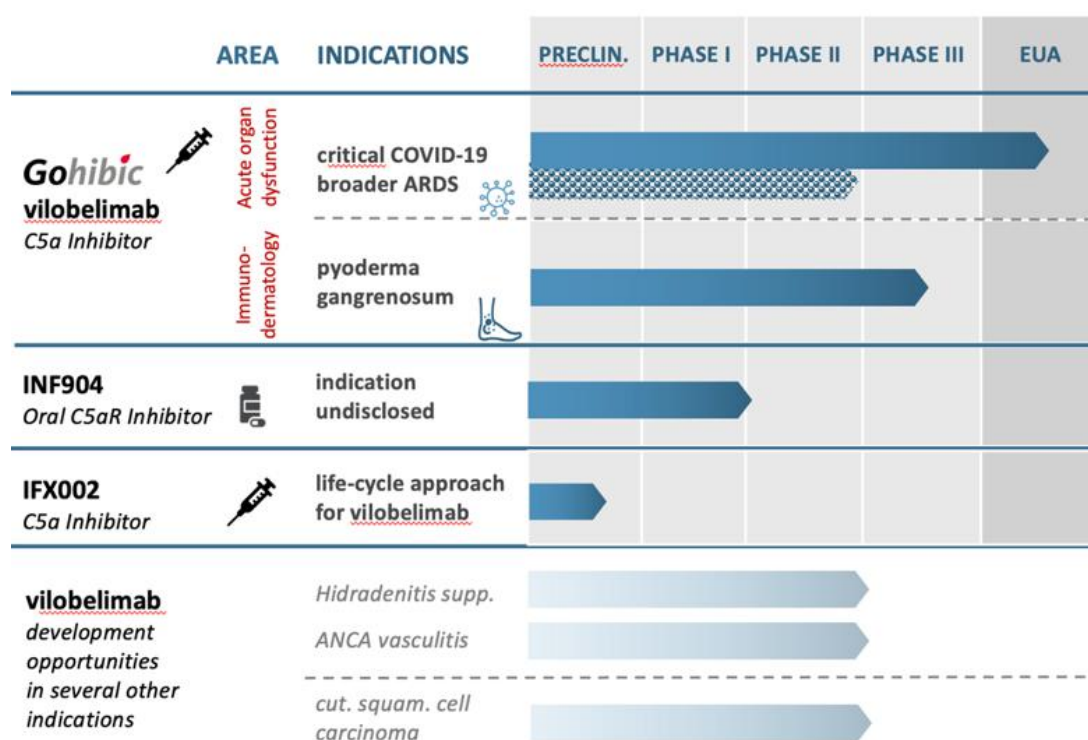 AREA INDICATIONS PRECLIN. PHASE I PHASE II PHASE III EUA
Gohibic
vilobelimab
C5a Inhibitor
Acute organ
dysfunction
critical COVID-19
broader ARDS
Immuno-
dermatology
pyoderma
gangrenosum
INF904
Oral C5aR Inhibitor
indication
undisclosed
IFX002
C5a Inhibitor
life-cycle approach
for vilobelimab
vilobelimab
development
opportunities
in several other
indications
Hidradenitis supp.
ANCA vasculitis
cut. squam. cell
carcinoma